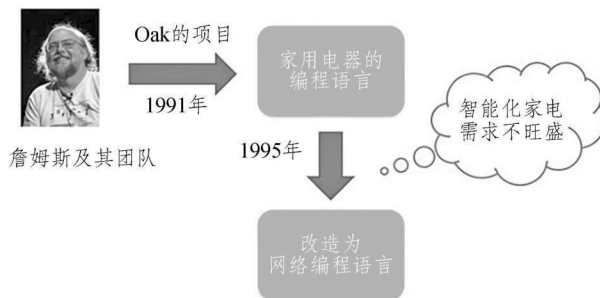 Oak的项目
1991年
詹姆斯及其团队
家用电器的
编程语言
1995年
智能化家电
需求不旺盛
改造为
网络编程语言